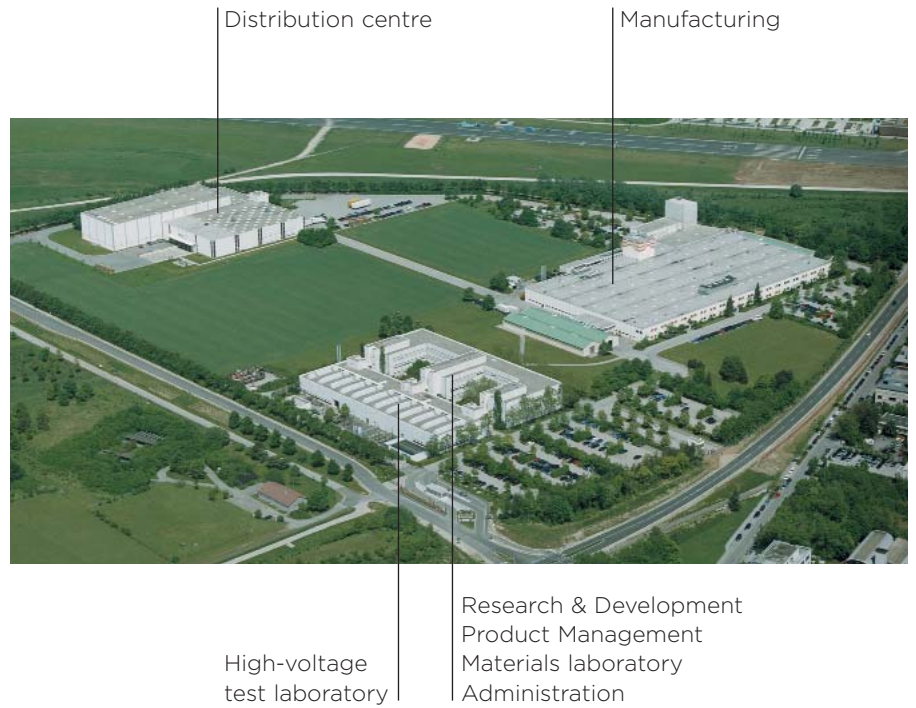 Distribution centre
Manufacturing
Research & Development
Product Management
Materials laboratory
Administration
High-voltage
test laboratory